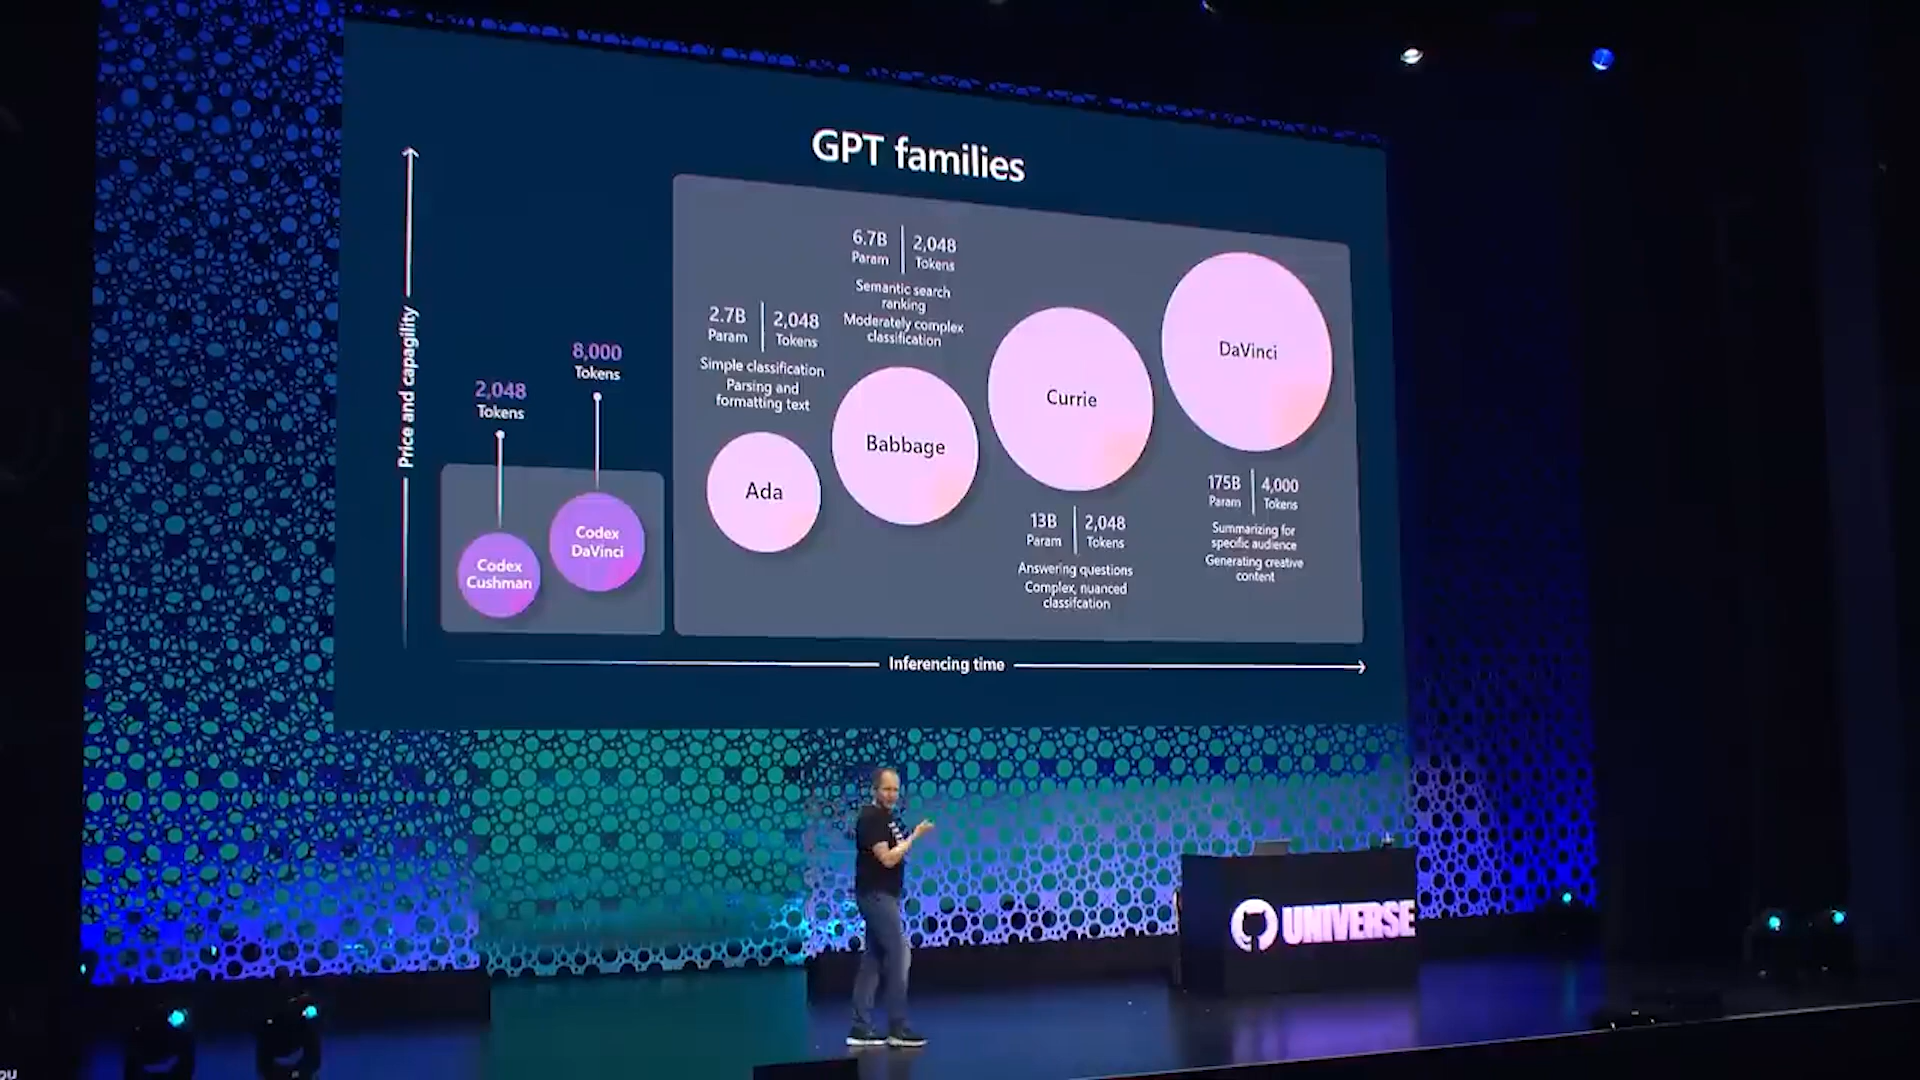 GPT families
Price and capagility
2,048
Tokens
8,000
Tokens
Codex
Cushman
Codex
DaVinci
2.7B
Param
2,048
Tokens
Simple classification
Parsing and
formatting text
Ada
6.7B
Param
2,048
Tokens
Semantic search
ranking
Moderately complex
classification
Babbage
Currie
13B
Param
2,048
Tokens
Answering questions
Complex, nuanced
classifcation
DaVinci
175B
Param
4,000
Tokens
Summarizing for
specific audience
Generating creative
content
Inferencing time
UNIVERSE